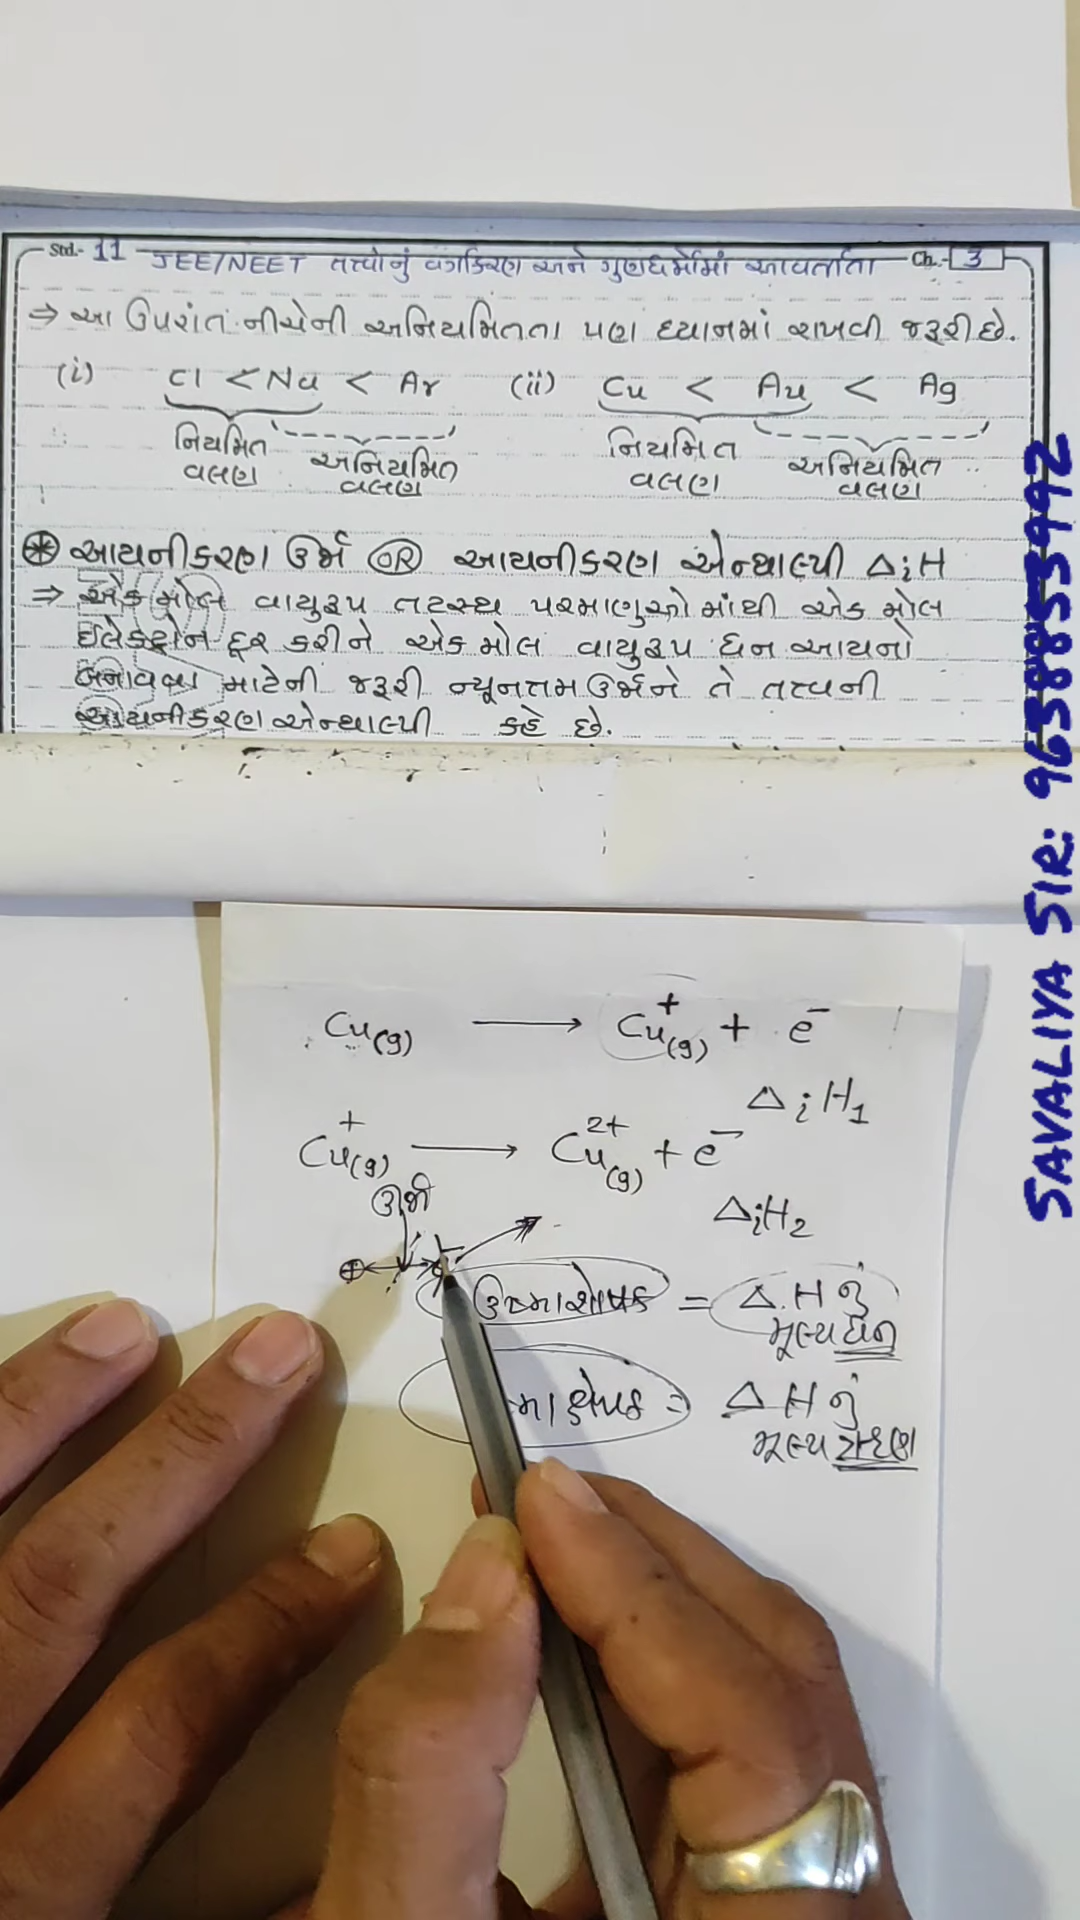 Std.- 11 JEE/NEET તત્ત્વોનું વર્ગીકરણ અને ગુણધર્મોમાં આવર્તતા Ch.- 3
⇒ આ ઉપરાંત નીચેની અનિયમિતતા પણ ધ્યાનમાં રાખવી જરૂરી છે.
(i) Cl < Na < Ar (ii) Cu < Au < Ag
નિયમિત વલણ અનિયમિત વલણ નિયમિત વલણ અનિયમિત વલણ
આયનીકરણ ઉર્જા OR આયનીકરણ એન્થાલ્પી ΔiH
⇒ એક મોલ વાયુરૂપ તટસ્થ પરમાણુઓમાંથી એક મોલ
ઈલેક્ટ્રોન દૂર કરીને એક મોલ વાયુરૂપ ધન આયનો
બનાવવા માટેની જરૂરી ન્યૂનતમ ઉર્જાને તે તત્ત્વની
આયનીકરણ એન્થાલ્પી કહે છે.
SAVALIYA SIR: 9638853992
Cu(g) ⟶ Cu⁺(g) + e⁻
ΔiH₁
Cu⁺(g) ⟶ Cu²⁺(g) + e⁻
ઉર્જા
ΔiH₂
ઉષ્માશોષક = Δ.H નું
મૂલ્ય ધન
= ΔH નું
મૂલ્ય ઋણ